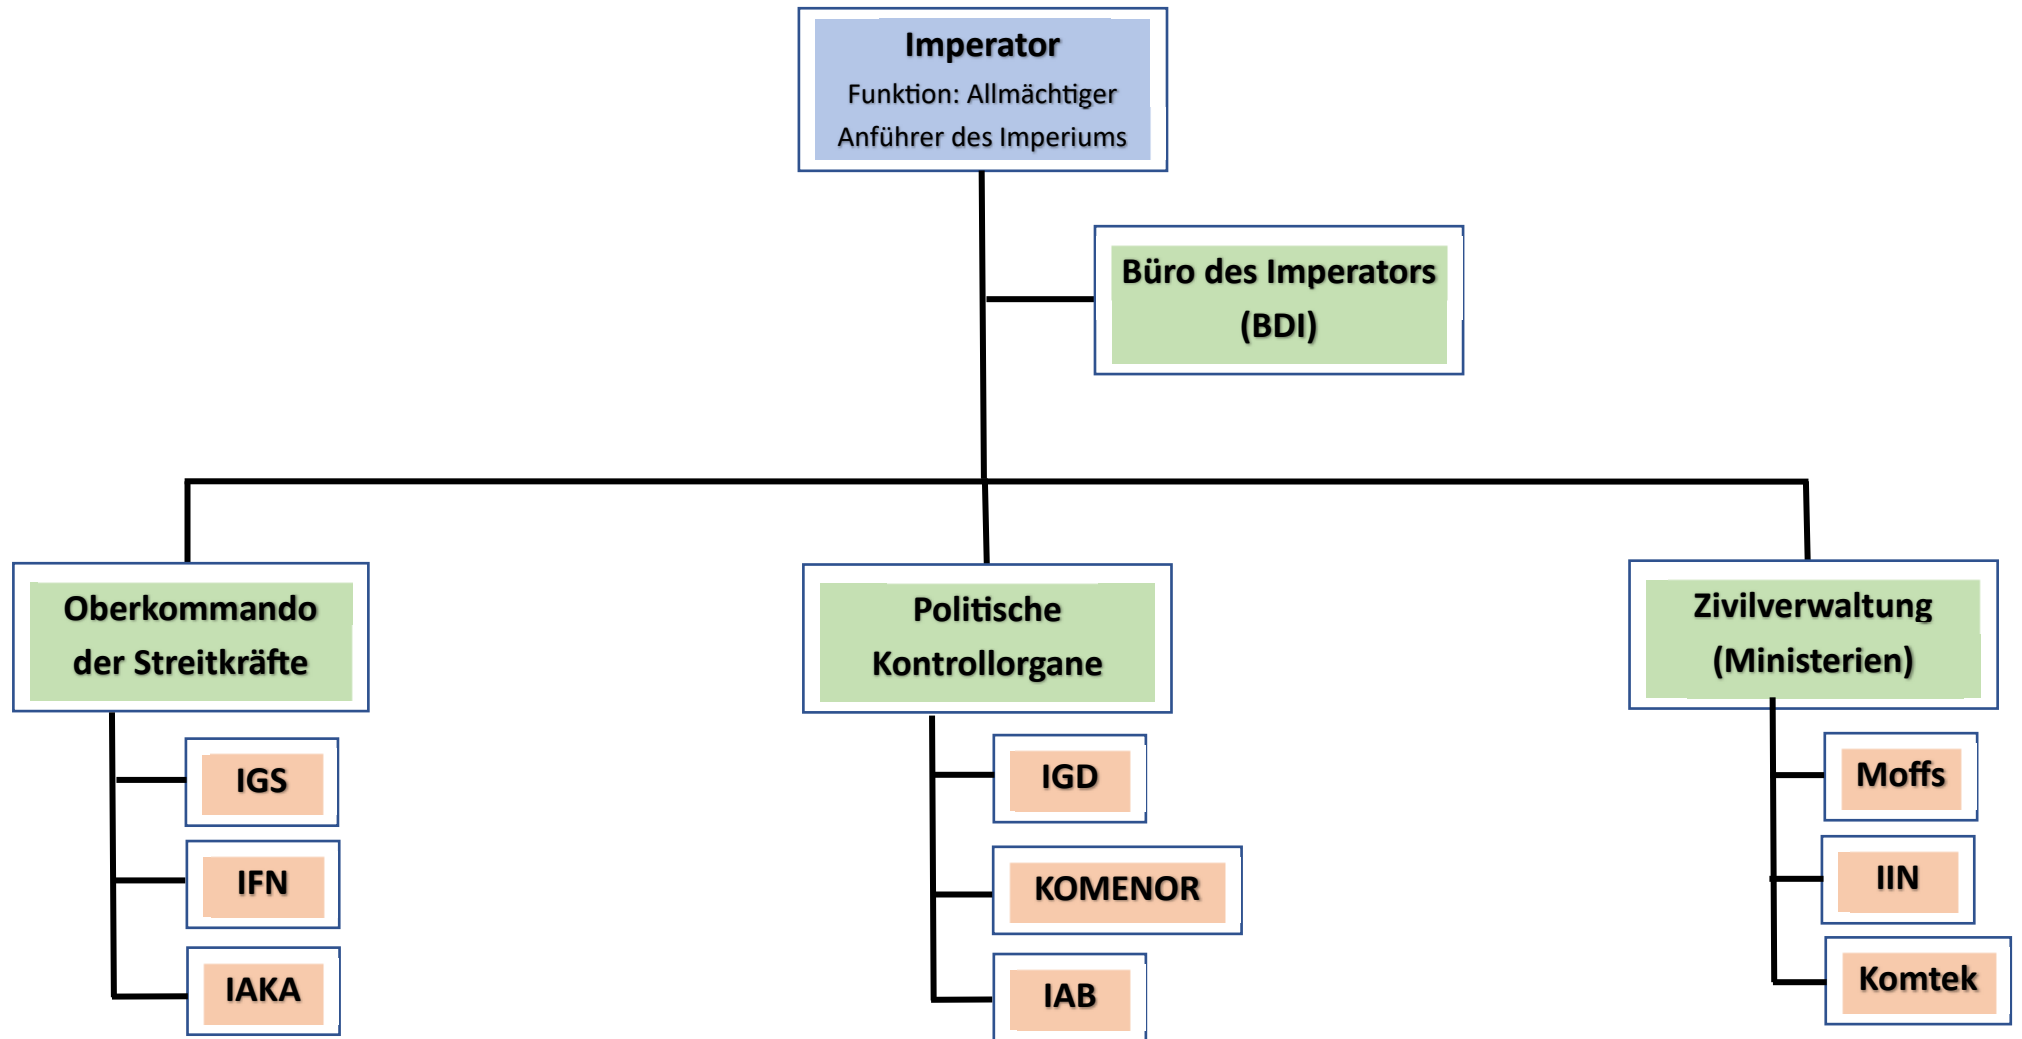 Imperator
Funktion: Allmächtiger
Anführer des Imperiums
Büro des Imperators
(BDI)
Oberkommando
der Streitkräfte
IGS
IFN
IAKA
Politische
Kontrollorgane
IGD
KOMENOR
IAB
Zivilverwaltung
(Ministerien)
Moffs
IIN
Komtek